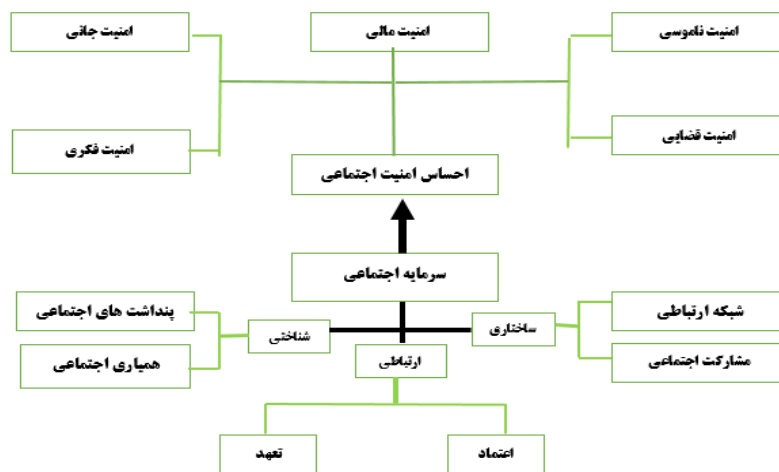 امنیت ناموسی
امنیت مالی
امنیت جانی
امنیت قضایی
امنیت فکری
احساس امنیت اجتماعی
سرمایه اجتماعی
شبکه ارتباطی
پنداشت های اجتماعی
ساختاری
شناختی
مشارکت اجتماعی
ارتباطی
همیاری اجتماعی
اعتماد
تعهد